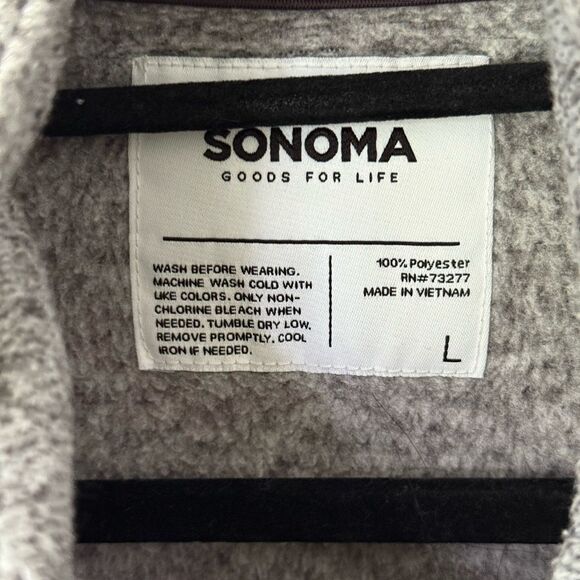 SONOMA
GOODS FOR LIFE
WASH BEFORE WEARING.
MACHINE WASH COLD WITH
LIKE COLORS. ONLY NON-
CHLORINE BLEACH WHEN
NEEDED. TUMBLE DRY LOW.
REMOVE PROMPTLY. COOL
IRON IF NEEDED.
100% Polyester
RN#73277
MADE IN VIETNAM
L